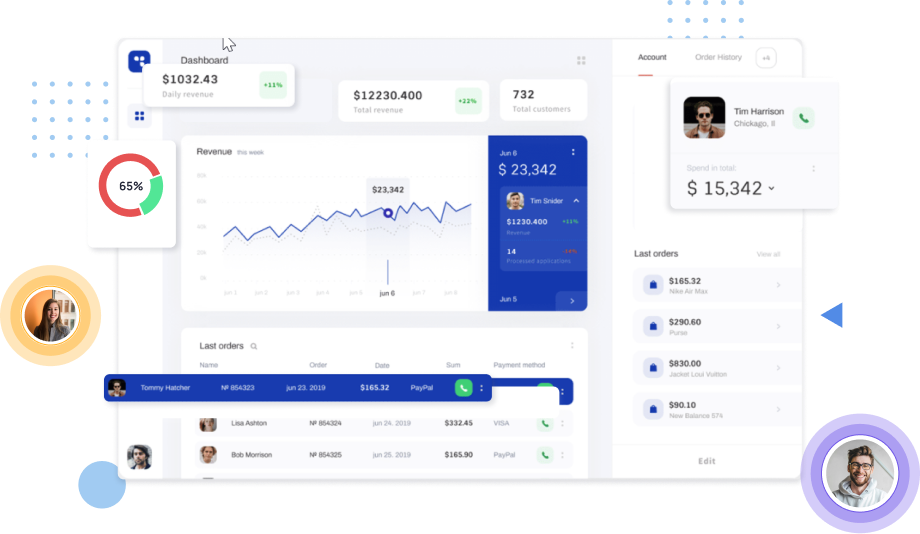 Dashboard
$1032.43
+11%
Daily revenue
$12230.400
+22%
Total revenue
732
Total customers
Account
Order History
+4
Tim Harrison
Chickago, Il
Spend in total:
$ 15,342
65%
Revenue this week
80k
60k
40k
20k
0k
$23,342
jun 1 jun 2 jun 3 jun 4 jun 5 jun 6 jun 7 jun 8
Jun 6
$ 23,342
Tim Snider
$1230.400 +11%
Revenue
14
Processed applications
Jun 5
Last orders
View all
$165.32
Nike Air Max
$290.60
Purse
$830.00
Jacket Loui Vuitton
$90.10
New Balance 574
Edit
Last orders
Name Order Date Sum Payment method
Tommy Hatcher № 854323 jun 23. 2019 $165.32 PayPal
Lisa Ashton № 854324 jun 24. 2019 $332.45 VISA
Bob Morrison № 854325 jun 25. 2019 $165.90 PayPal